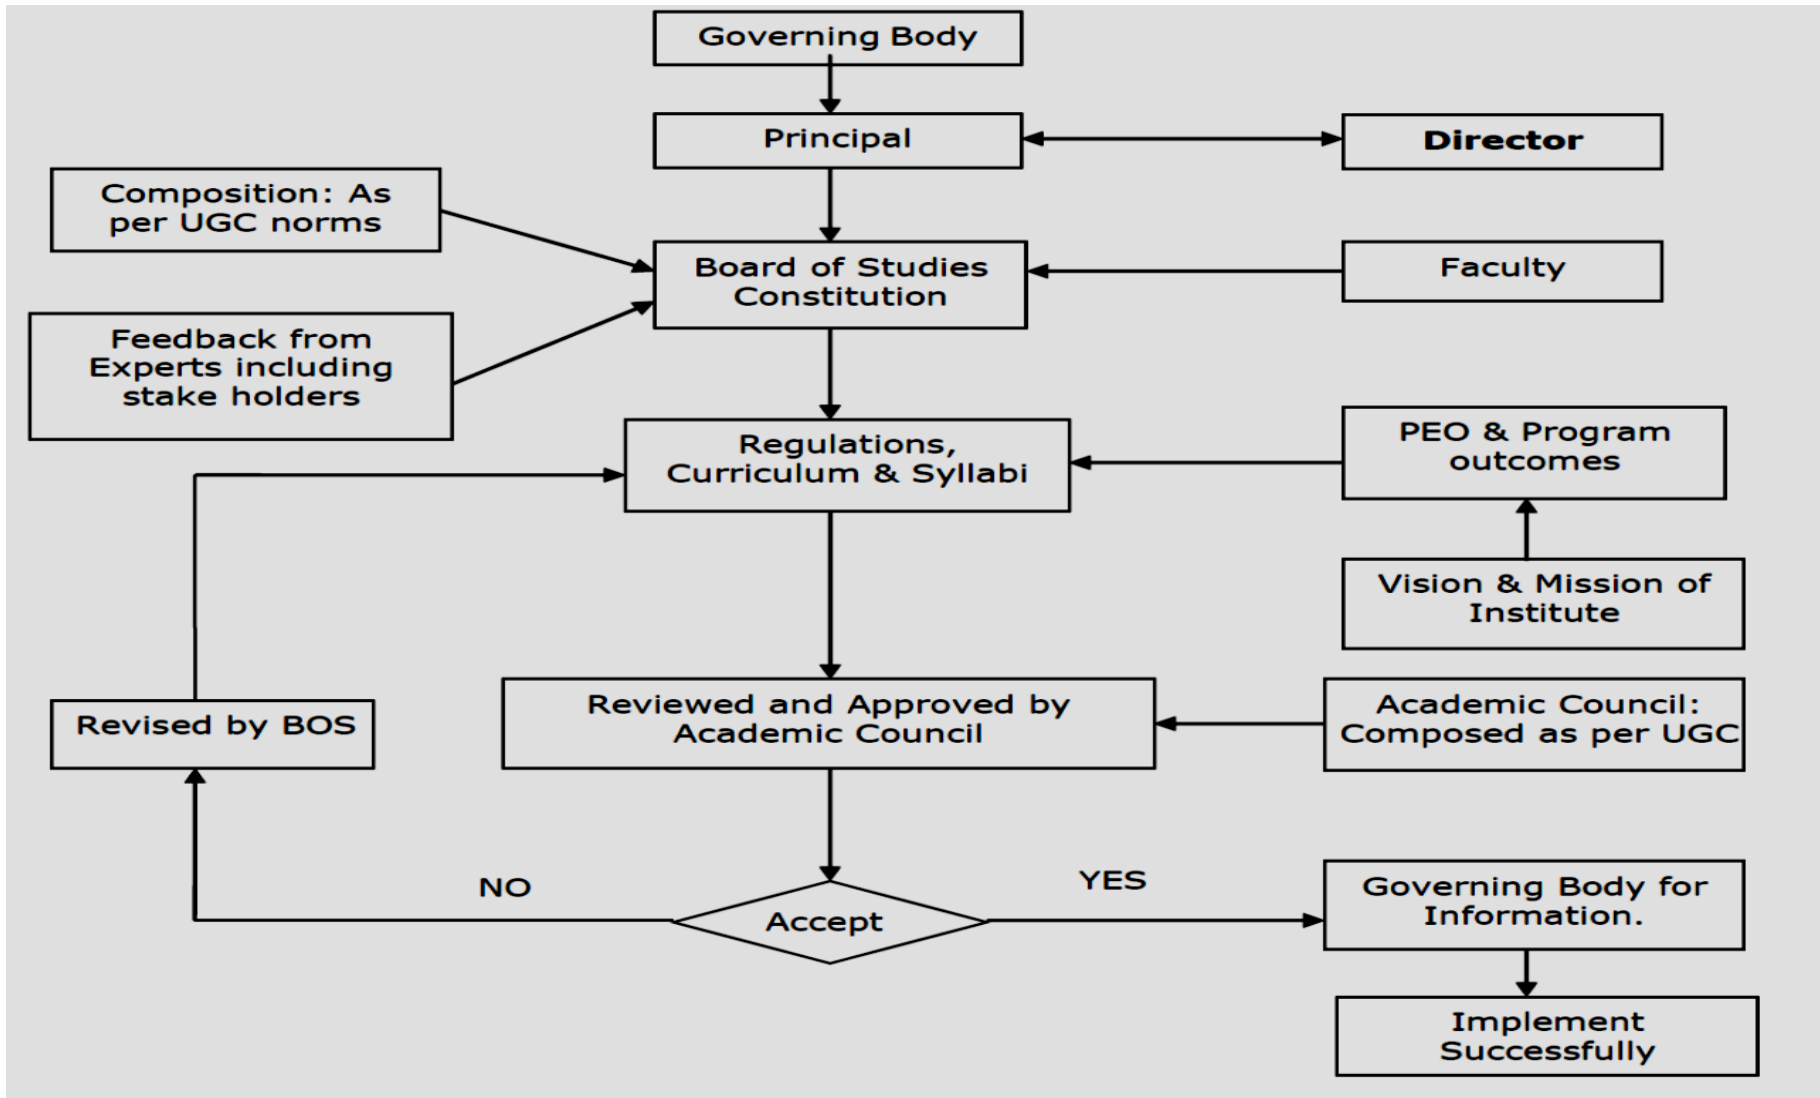 Governing Body
Principal
Director
Composition: As
per UGC norms
Board of Studies
Constitution
Faculty
Feedback from
Experts including
stake holders
Regulations,
Curriculum & Syllabi
PEO & Program
outcomes
Vision & Mission of
Institute
Revised by BOS
Reviewed and Approved by
Academic Council
Academic Council:
Composed as per UGC
NO
Accept
YES
Governing Body for
Information.
Implement
Successfully